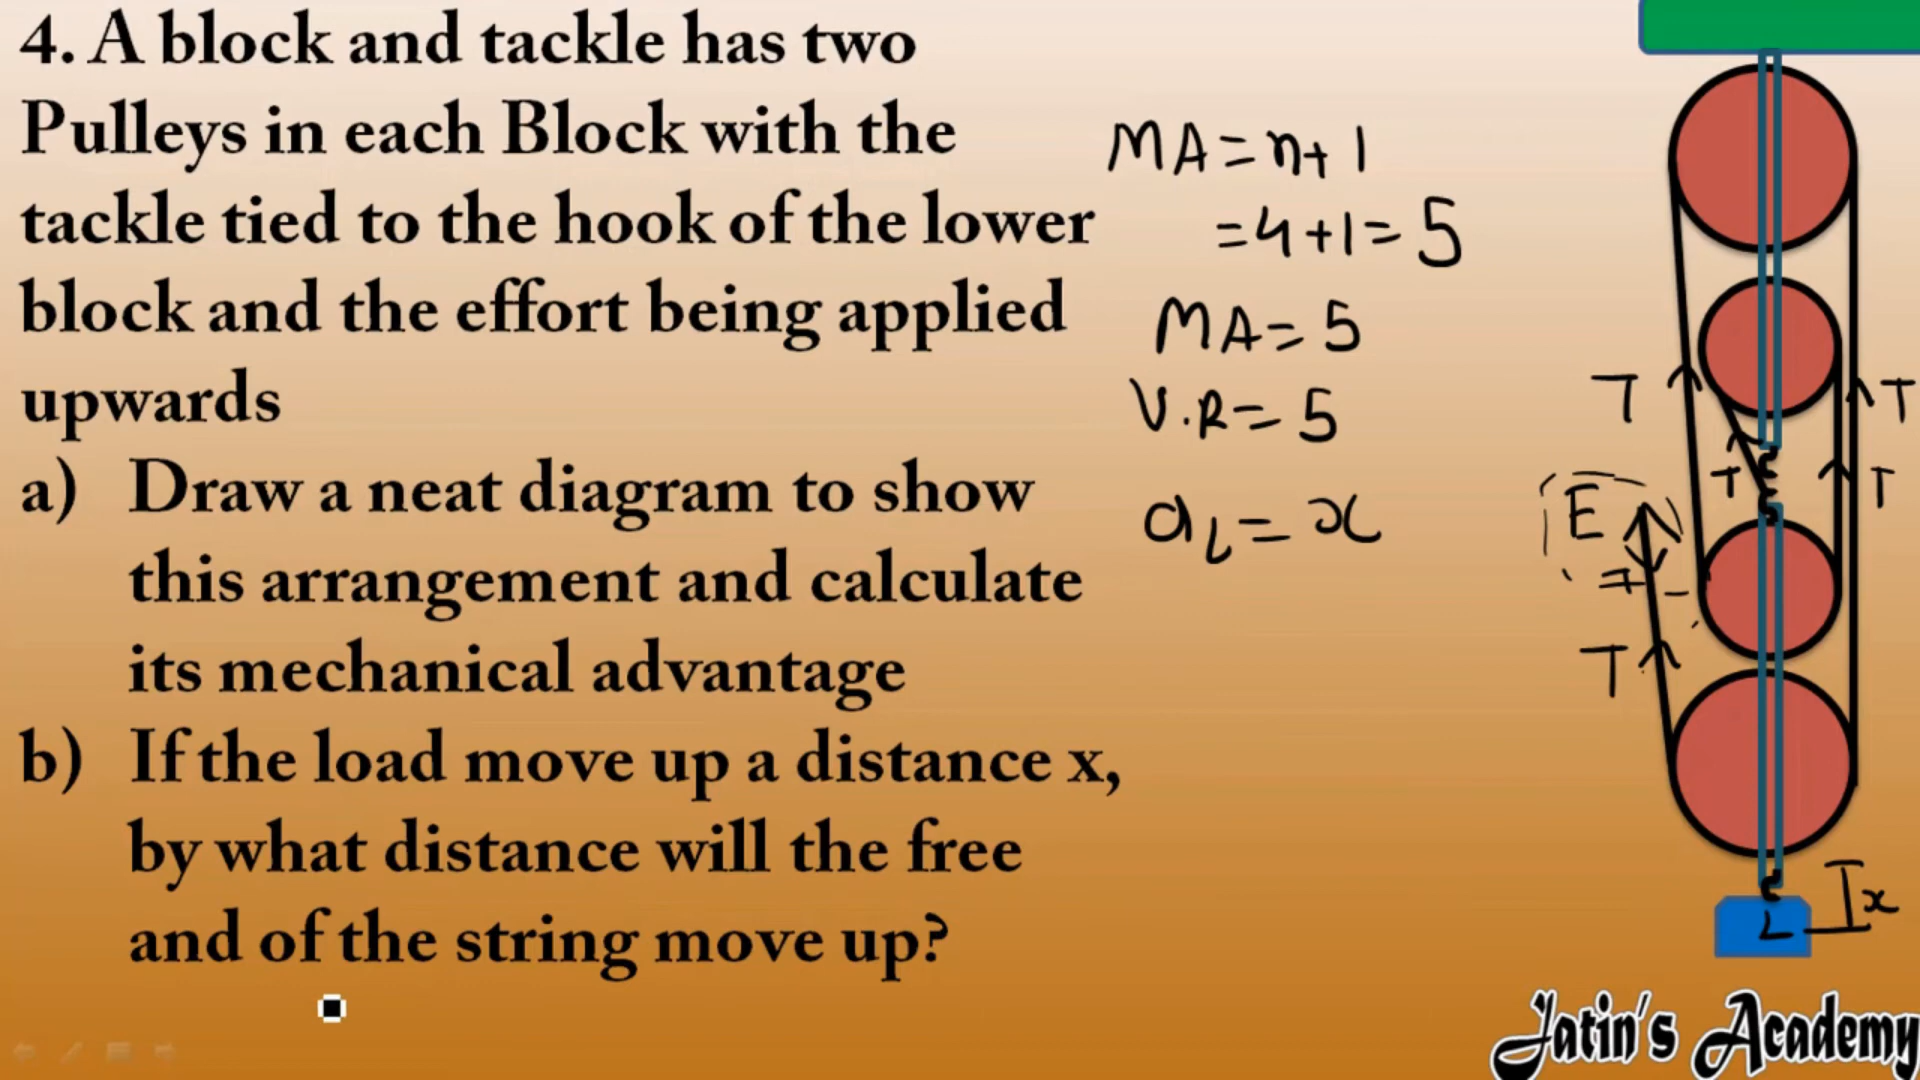 4. A block and tackle has two
Pulleys in each Block with the
tackle tied to the hook of the lower
block and the effort being applied
upwards
a) Draw a neat diagram to show
this arrangement and calculate
its mechanical advantage
b) If the load move up a distance x,
by what distance will the free
and of the string move up?
MA = n+1
=4+1=5
MA= 5
V.R= 5
dL= x
T
T
T
T
E
T
x
L
Jatin's Academy